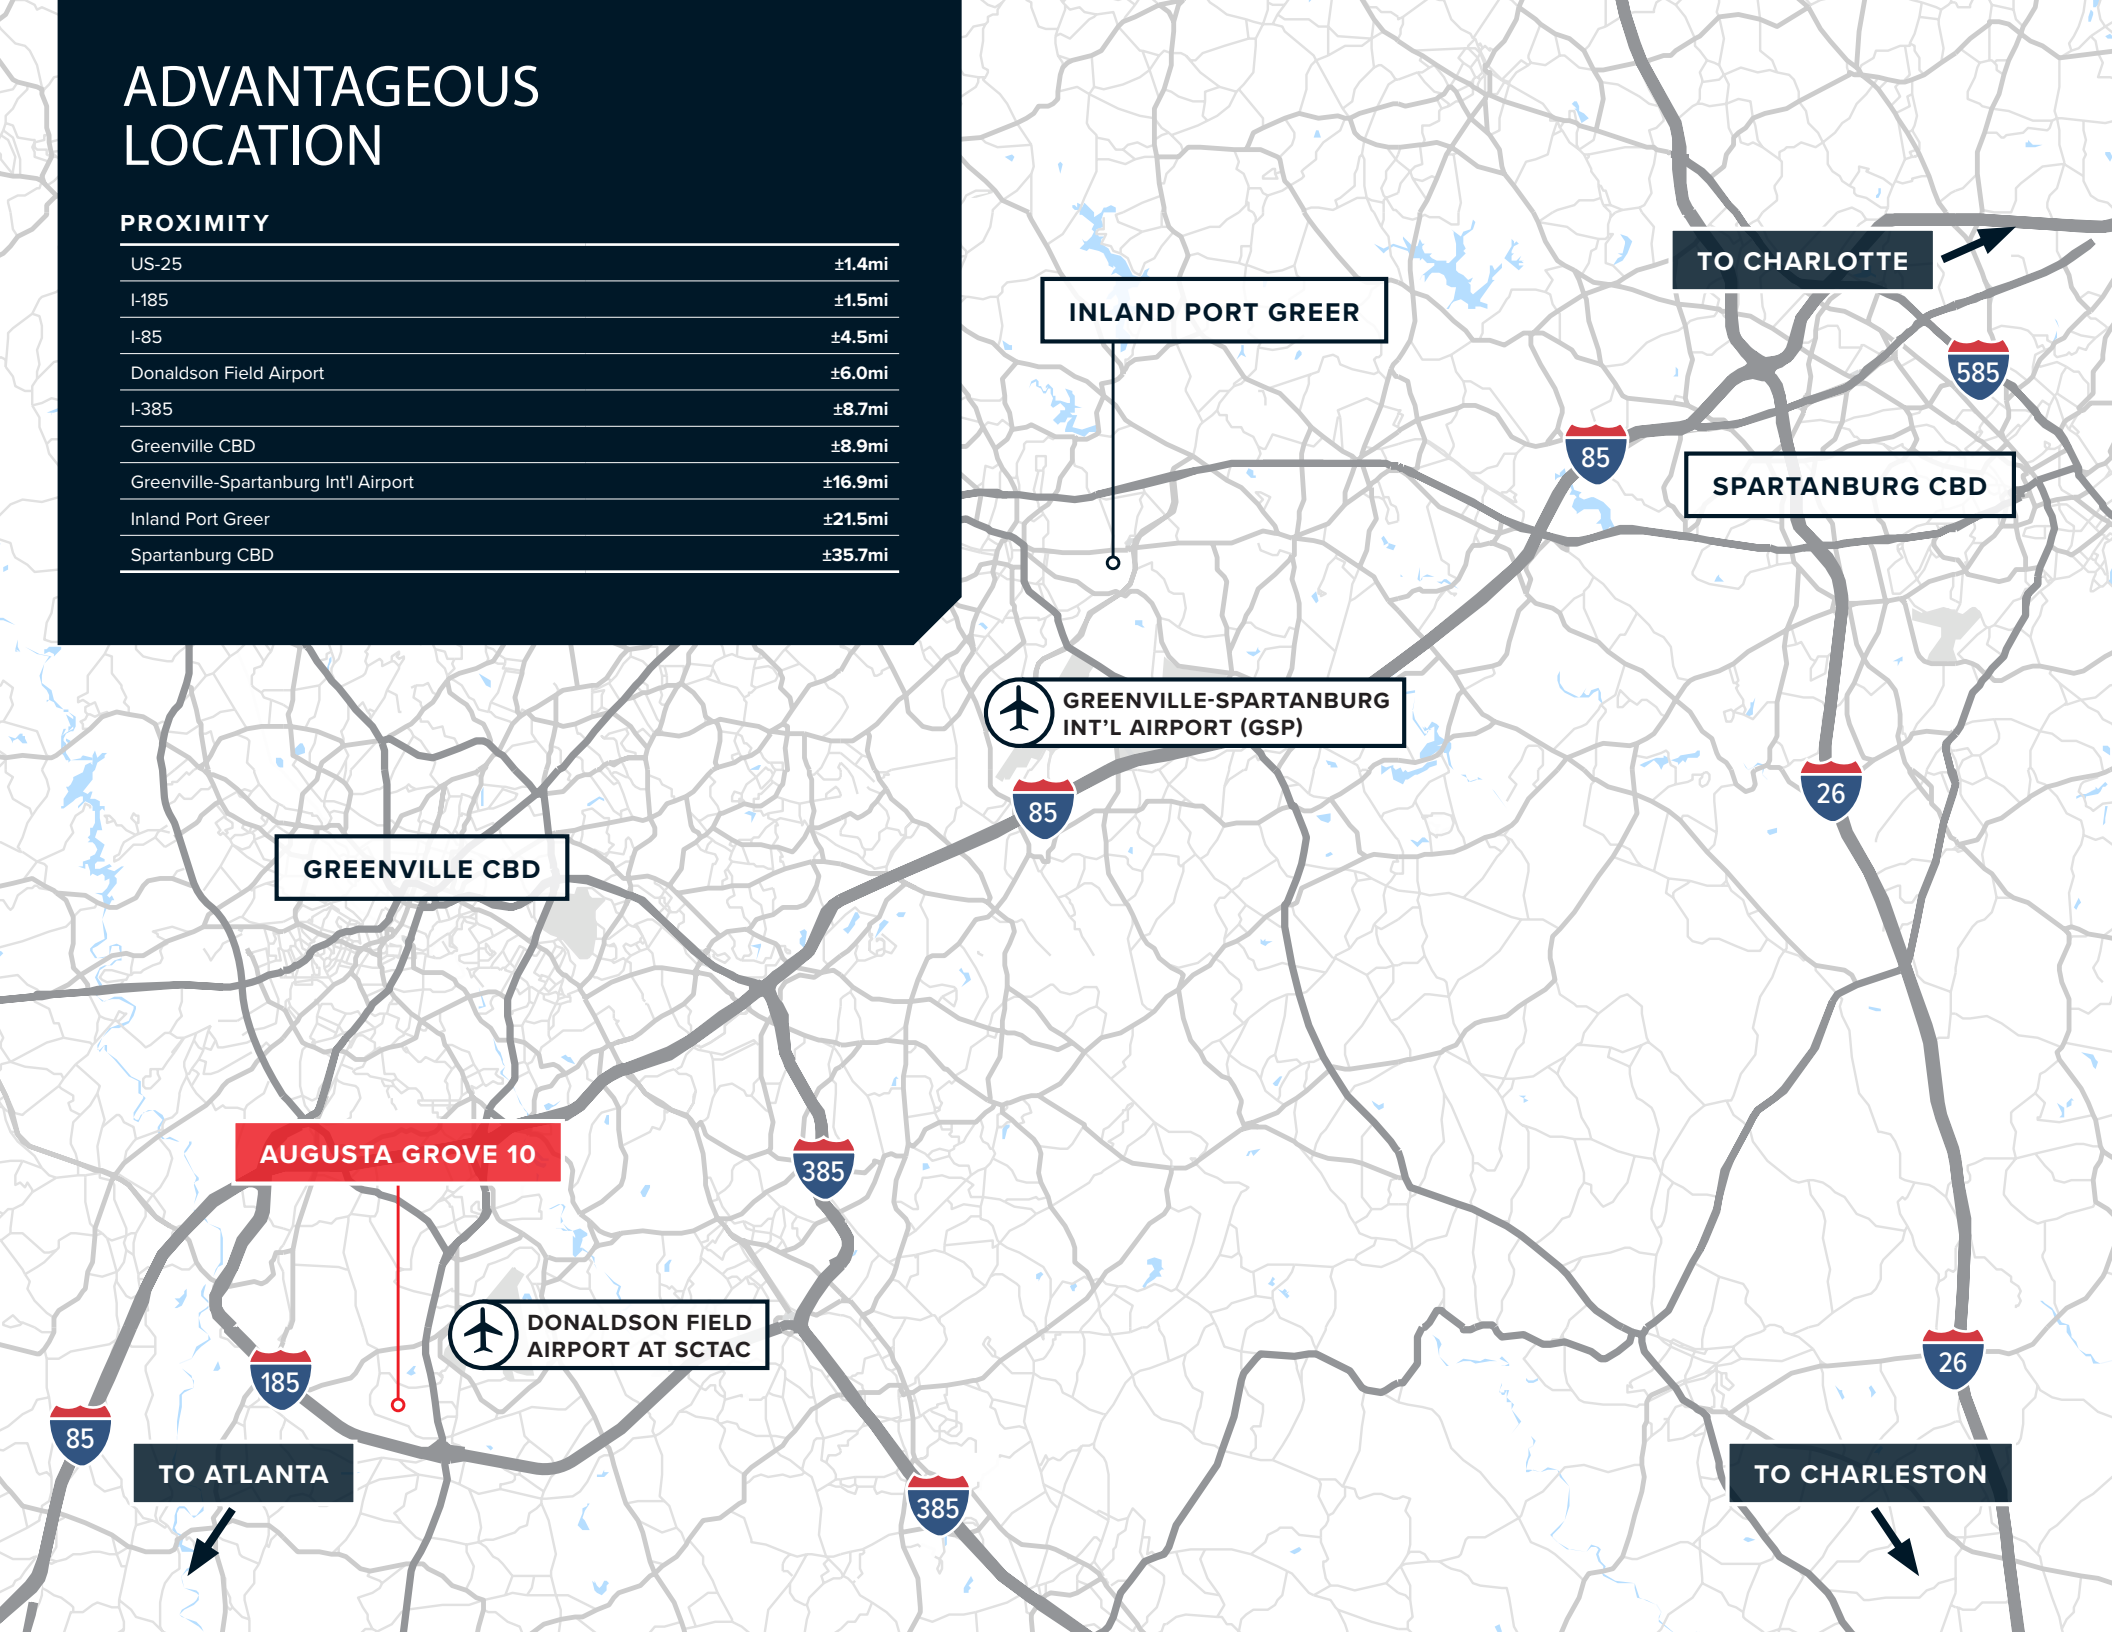 ADVANTAGEOUS
LOCATION
PROXIMITY
US-25 ±1.4mi
I-185 ±1.5mi
I-85 ±4.5mi
Donaldson Field Airport ±6.0mi
I-385 ±8.7mi
Greenville CBD ±8.9mi
Greenville-Spartanburg Int'l Airport ±16.9mi
Inland Port Greer ±21.5mi
Spartanburg CBD ±35.7mi
TO CHARLOTTE
INLAND PORT GREER
585
85
SPARTANBURG CBD
GREENVILLE-SPARTANBURG
INT’L AIRPORT (GSP)
26
85
GREENVILLE CBD
AUGUSTA GROVE 10
385
DONALDSON FIELD
AIRPORT AT SCTAC
26
185
85
TO ATLANTA
TO CHARLESTON
385